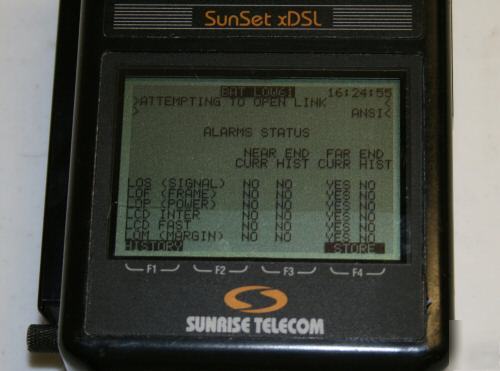 SunSet xDSL
BAT LOW61 16:24:55
>ATTEMPTING TO OPEN LINK <
> ANSI<
ALARMS STATUS
NEAR END FAR END
CURR HIST CURR HIST
LOS (SIGNAL) NO NO YES NO
LOF (FRAME) NO NO YES NO
LOP (POWER) NO NO YES NO
LCD INTER NO NO YES NO
LCD FAST NO NO YES NO
LOM (MARGIN) NO NO YES NO
HISTORY STORE
F1 F2 F3 F4
SUNRISE TELECOM